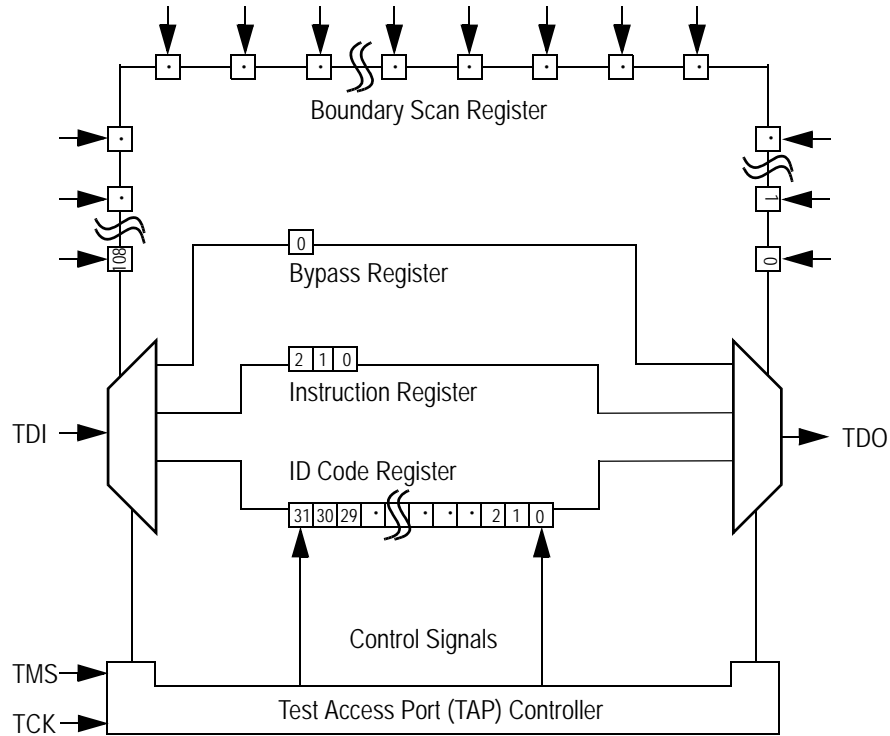 Boundary Scan Register
1
108
0
0
Bypass Register
2 1 0
Instruction Register
TDI
TDO
ID Code Register
31 30 29 · · · · 2 1 0
Control Signals
TMS
Test Access Port (TAP) Controller
TCK